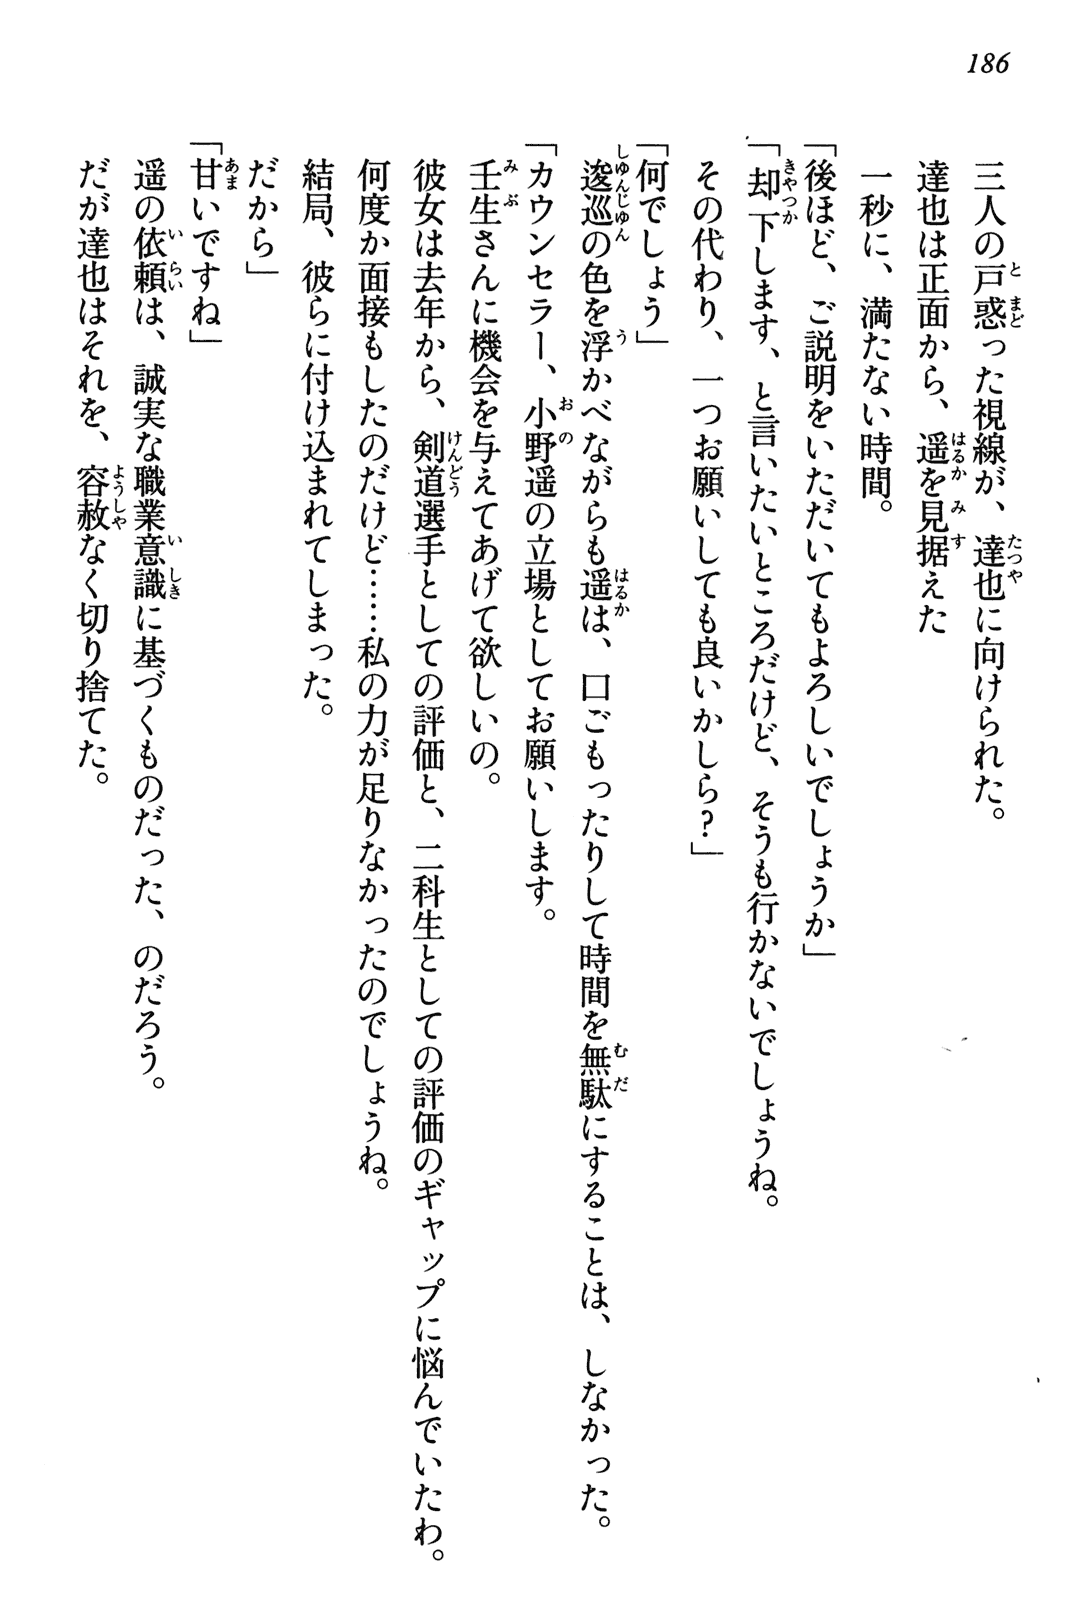 186
三人の戸惑った視線が、達也に向けられた。
達也は正面から、遥を見据えた
一秒に、満たない時間。
「後ほど、ご説明をいただいてもよろしいでしょうか」
「却下します、と言いたいところだけど、そうも行かないでしょうね。
その代わり、一つお願いしても良いかしら?」
「何でしょう」
逡巡の色を浮かべながらも遥は、口ごもったりして時間を無駄にすることは、しなかった。
「カウンセラー、小野遥の立場としてお願いします。
壬生さんに機会を与えてあげて欲しいの。
彼女は去年から、剣道選手としての評価と、二科生としての評価のギャップに悩んでいたわ。
何度か面接もしたのだけど……私の力が足りなかったのでしょうね。
結局、彼らに付け込まれてしまった。
だから」
「甘いですね」
遥の依頼は、誠実な職業意識に基づくものだった、のだろう。
だが達也はそれを、容赦なく切り捨てた。